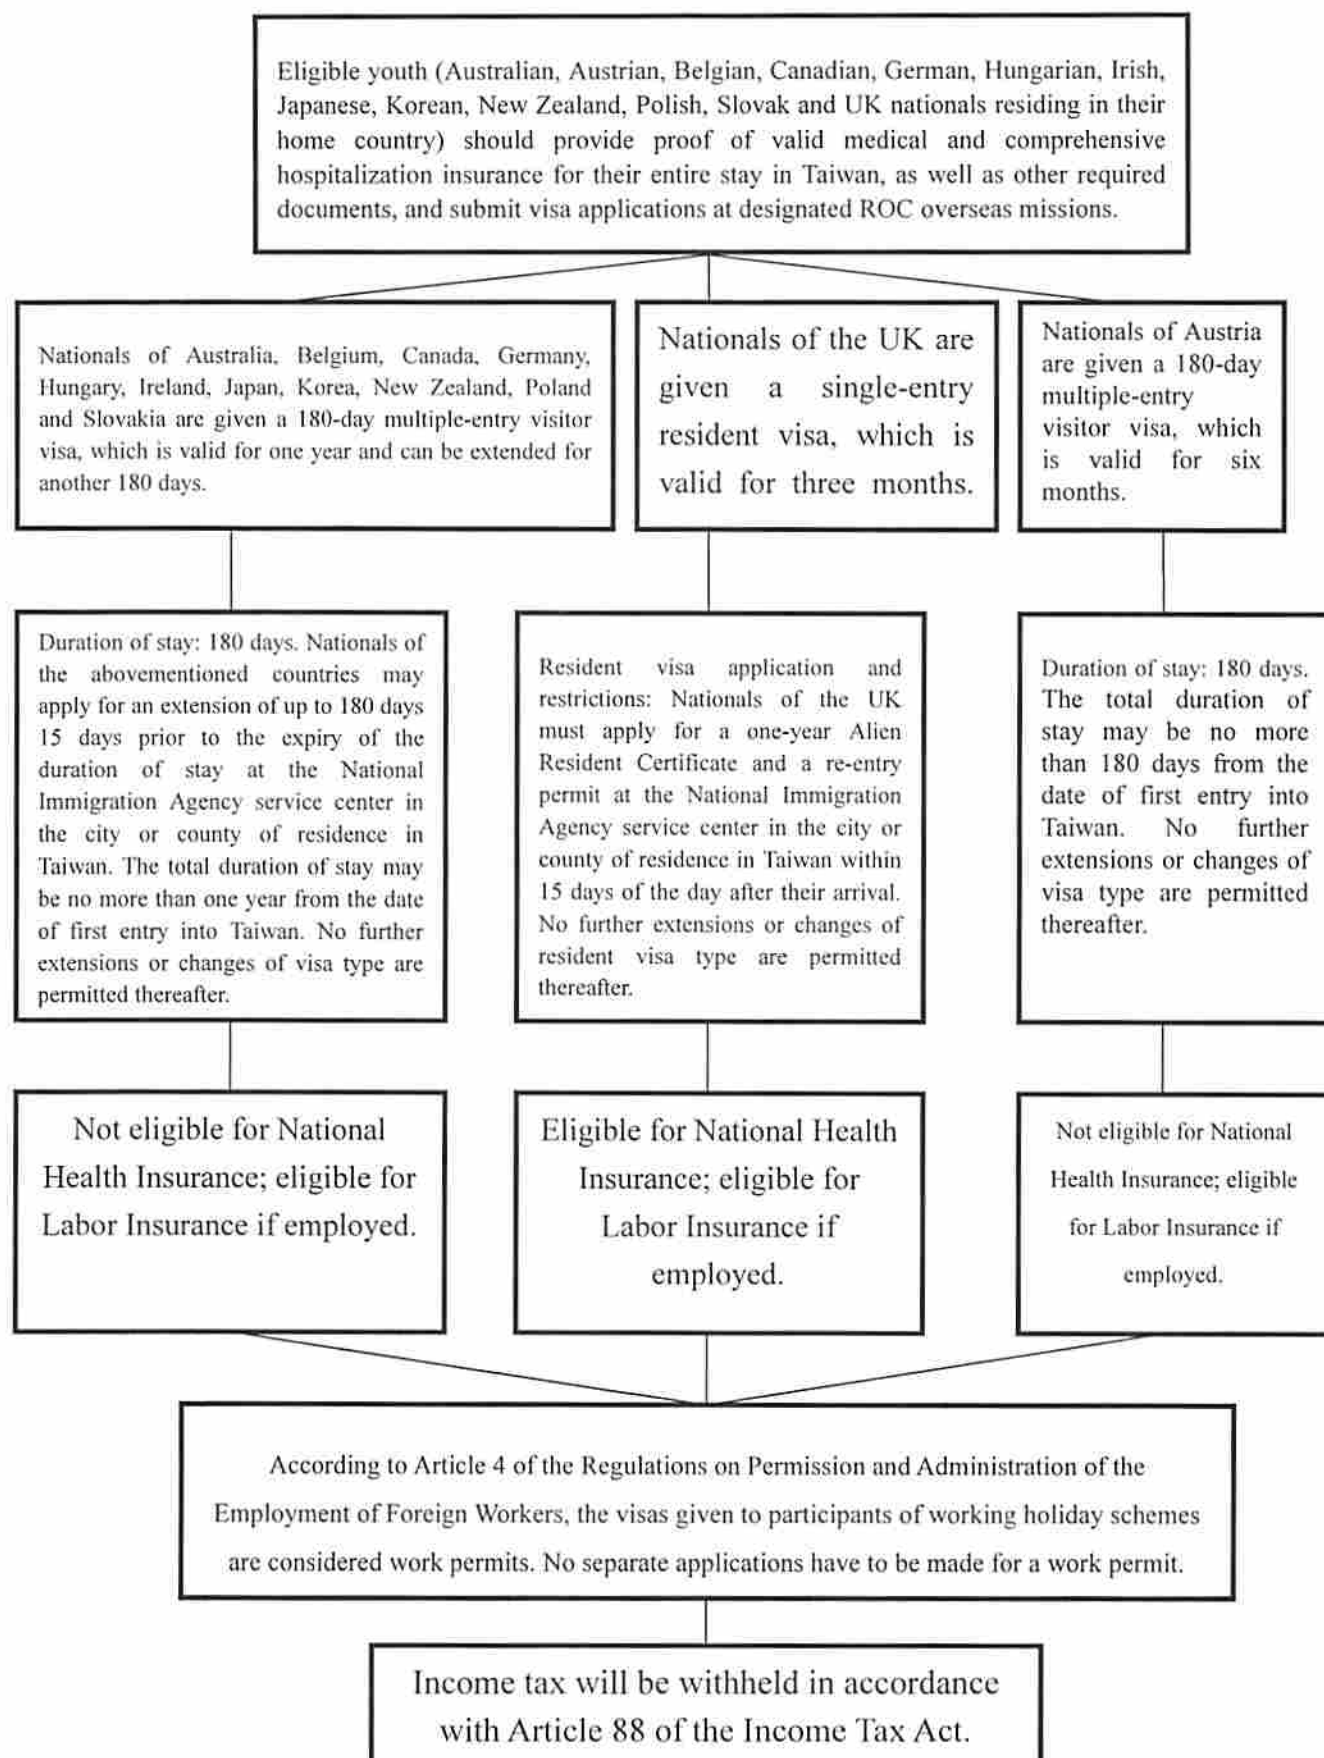 Eligible youth (Australian, Austrian, Belgian, Canadian, German, Hungarian, Irish,
Japanese, Korean, New Zealand, Polish, Slovak and UK nationals residing in their
home country) should provide proof of valid medical and comprehensive
hospitalization insurance for their entire stay in Taiwan, as well as other required
documents, and submit visa applications at designated ROC overseas missions.
Nationals of Australia, Belgium, Canada, Germany,
Hungary, Ireland, Japan, Korea, New Zealand, Poland
and Slovakia are given a 180-day multiple-entry visitor
visa, which is valid for one year and can be extended for
another 180 days.
Nationals of the UK are
given a single-entry
resident visa, which is
valid for three months.
Nationals of Austria
are given a 180-day
multiple-entry
visitor visa, which
is valid for six
months.
Duration of stay: 180 days. Nationals of
the abovementioned countries may
apply for an extension of up to 180 days
15 days prior to the expiry of the
duration of stay at the National
Immigration Agency service center in
the city or county of residence in
Taiwan. The total duration of stay may
be no more than one year from the date
of first entry into Taiwan. No further
extensions or changes of visa type are
permitted thereafter.
Resident visa application and
restrictions: Nationals of the UK
must apply for a one-year Alien
Resident Certificate and a re-entry
permit at the National Immigration
Agency service center in the city or
county of residence in Taiwan within
15 days of the day after their arrival.
No further extensions or changes of
resident visa type are permitted
thereafter.
Duration of stay: 180 days.
The total duration of
stay may be no more
than 180 days from the
date of first entry into
Taiwan. No further
extensions or changes of
visa type are permitted
thereafter.
Not eligible for National
Health Insurance; eligible for
Labor Insurance if employed.
Eligible for National Health
Insurance; eligible for
Labor Insurance if
employed.
Not eligible for National
Health Insurance; eligible
for Labor Insurance if
employed.
According to Article 4 of the Regulations on Permission and Administration of the
Employment of Foreign Workers, the visas given to participants of working holiday schemes
are considered work permits. No separate applications have to be made for a work permit.
Income tax will be withheld in accordance
with Article 88 of the Income Tax Act.